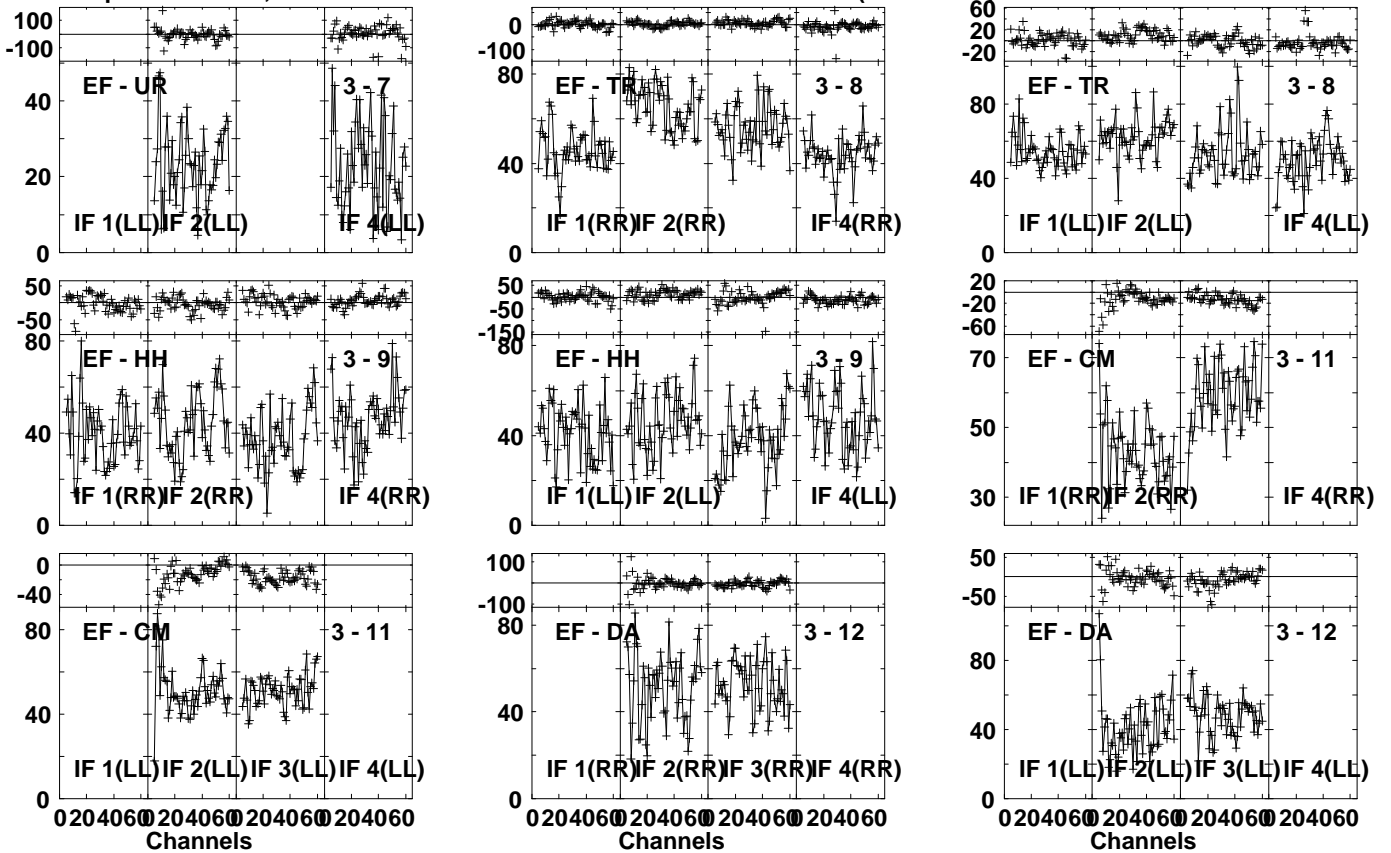 100
-100
EF - UR
3 - 7
40
20
0
IF 1(LL) IF 2(LL)
IF 4(LL)
0
-100
EF - TR
3 - 8
80
40
0
IF 1(RR) IF 2(RR)
IF 4(RR)
60
20
-20
EF - TR
3 - 8
80
40
0
IF 1(LL) IF 2(LL)
IF 4(LL)
50
-50
EF - HH
3 - 9
80
40
0
IF 1(RR) IF 2(RR)
IF 4(RR)
50
-50
-150
EF - HH
3 - 9
80
40
0
IF 1(LL) IF 2(LL)
IF 4(LL)
20
-20
-60
EF - CM
3 - 11
70
50
30
IF 1(RR) IF 2(RR)
IF 4(RR)
0
-40
EF - CM
3 - 11
80
40
0
IF 1(LL) IF 2(LL) IF 3(LL) IF 4(LL)
0 20 40 60 0 20 40 60 0 20 40 60 0 20 40 60
Channels
100
-100
EF - DA
3 - 12
80
40
0
IF 1(RR) IF 2(RR) IF 3(RR) IF 4(RR)
0 20 40 60 0 20 40 60 0 20 40 60 0 20 40 60
Channels
50
-50
EF - DA
3 - 12
80
40
0
IF 1(LL) IF 2(LL) IF 3(LL) IF 4(LL)
0 20 40 60 0 20 40 60 0 20 40 60 0 20 40 60
Channels